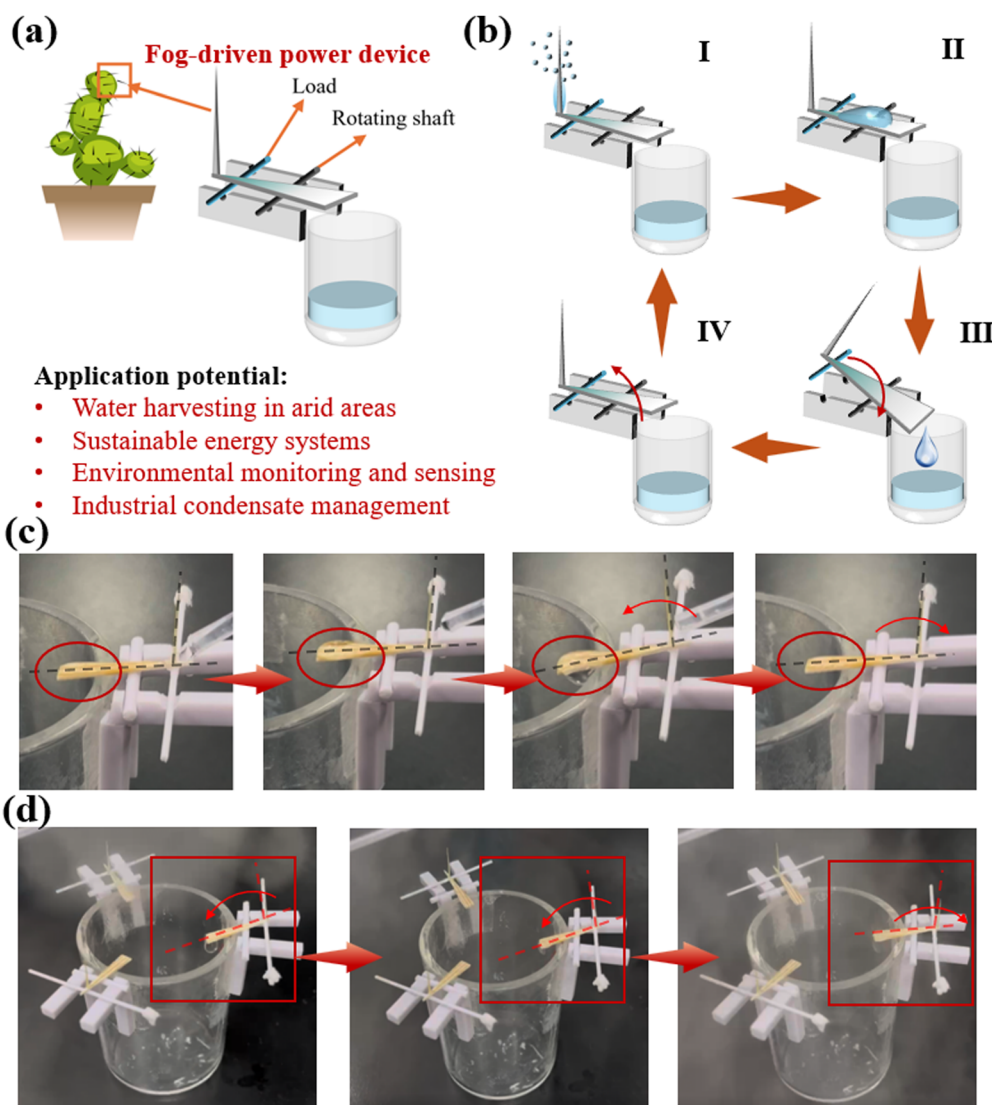 (a)
Fog-driven power device
Load
Rotating shaft
Application potential:
• Water harvesting in arid areas
• Sustainable energy systems
• Environmental monitoring and sensing
• Industrial condensate management
(b)
I
II
III
IV
(c)
(d)